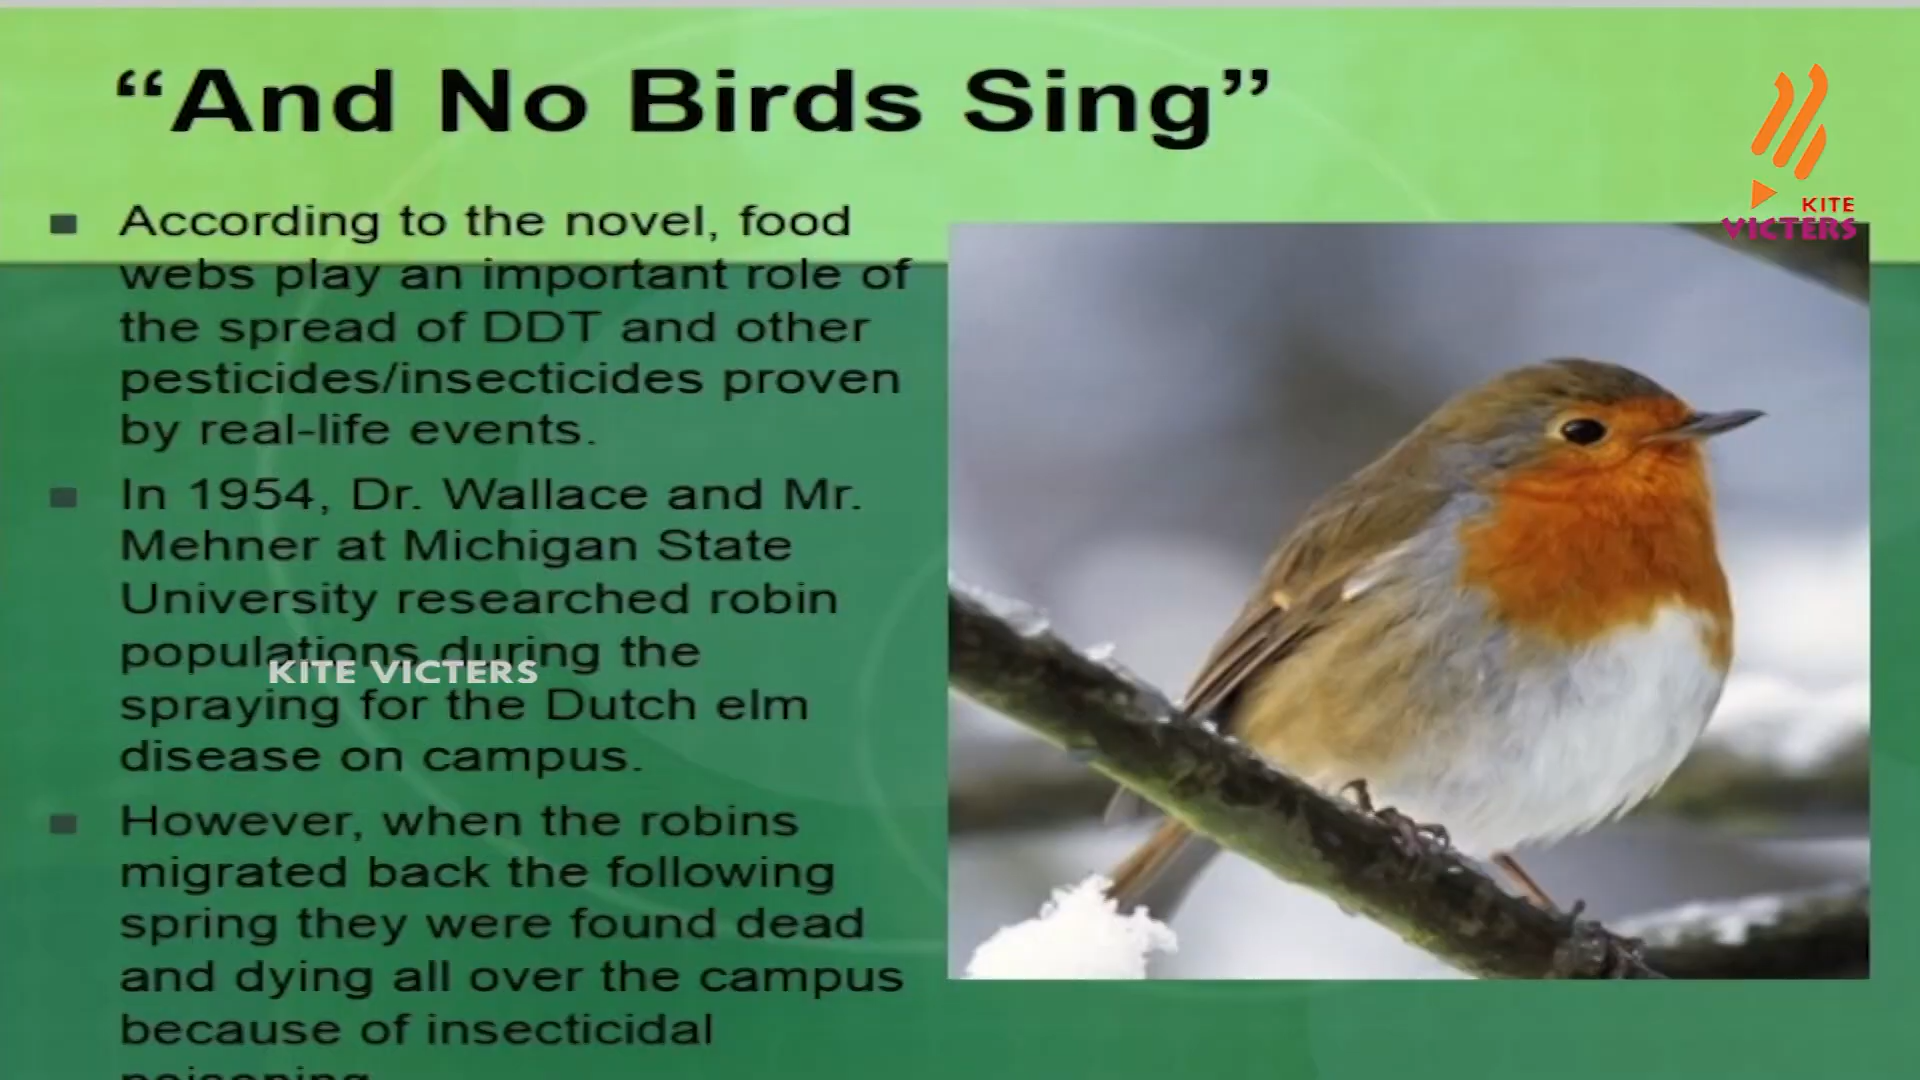 “And No Birds Sing”
KITE
VICTERS
According to the novel, food
webs play an important role of
the spread of DDT and other
pesticides/insecticides proven
by real-life events.
In 1954, Dr. Wallace and Mr.
Mehner at Michigan State
University researched robin
populations during the
KITE VICTERS
spraying for the Dutch elm
disease on campus.
However, when the robins
migrated back the following
spring they were found dead
and dying all over the campus
because of insecticidal
poisoning